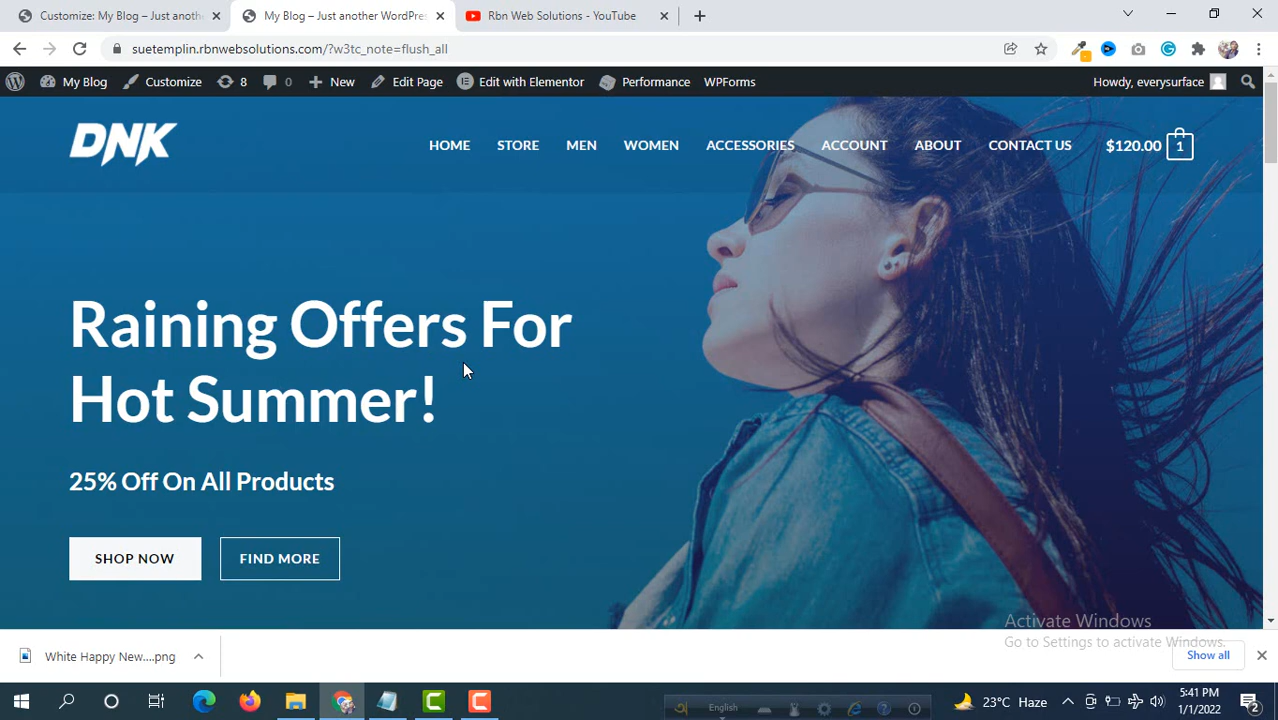 Customize: My Blog – Just anoth
My Blog – Just another WordPres
Rbn Web Solutions - YouTube
suetemplin.rbnwebsolutions.com/?w3tc_note=flush_all
My Blog
Customize
8
0
New
Edit Page
Edit with Elementor
Performance
WPForms
Howdy, everysurface
DNK
HOME
STORE
MEN
WOMEN
ACCESSORIES
ACCOUNT
ABOUT
CONTACT US
$120.00
1
Raining Offers For
Hot Summer!
25% Off On All Products
SHOP NOW
FIND MORE
Activate Windows
Go to Settings to activate Windows.
White Happy New....png
Show all
English
23°C Haze
5:41 PM
1/1/2022
2